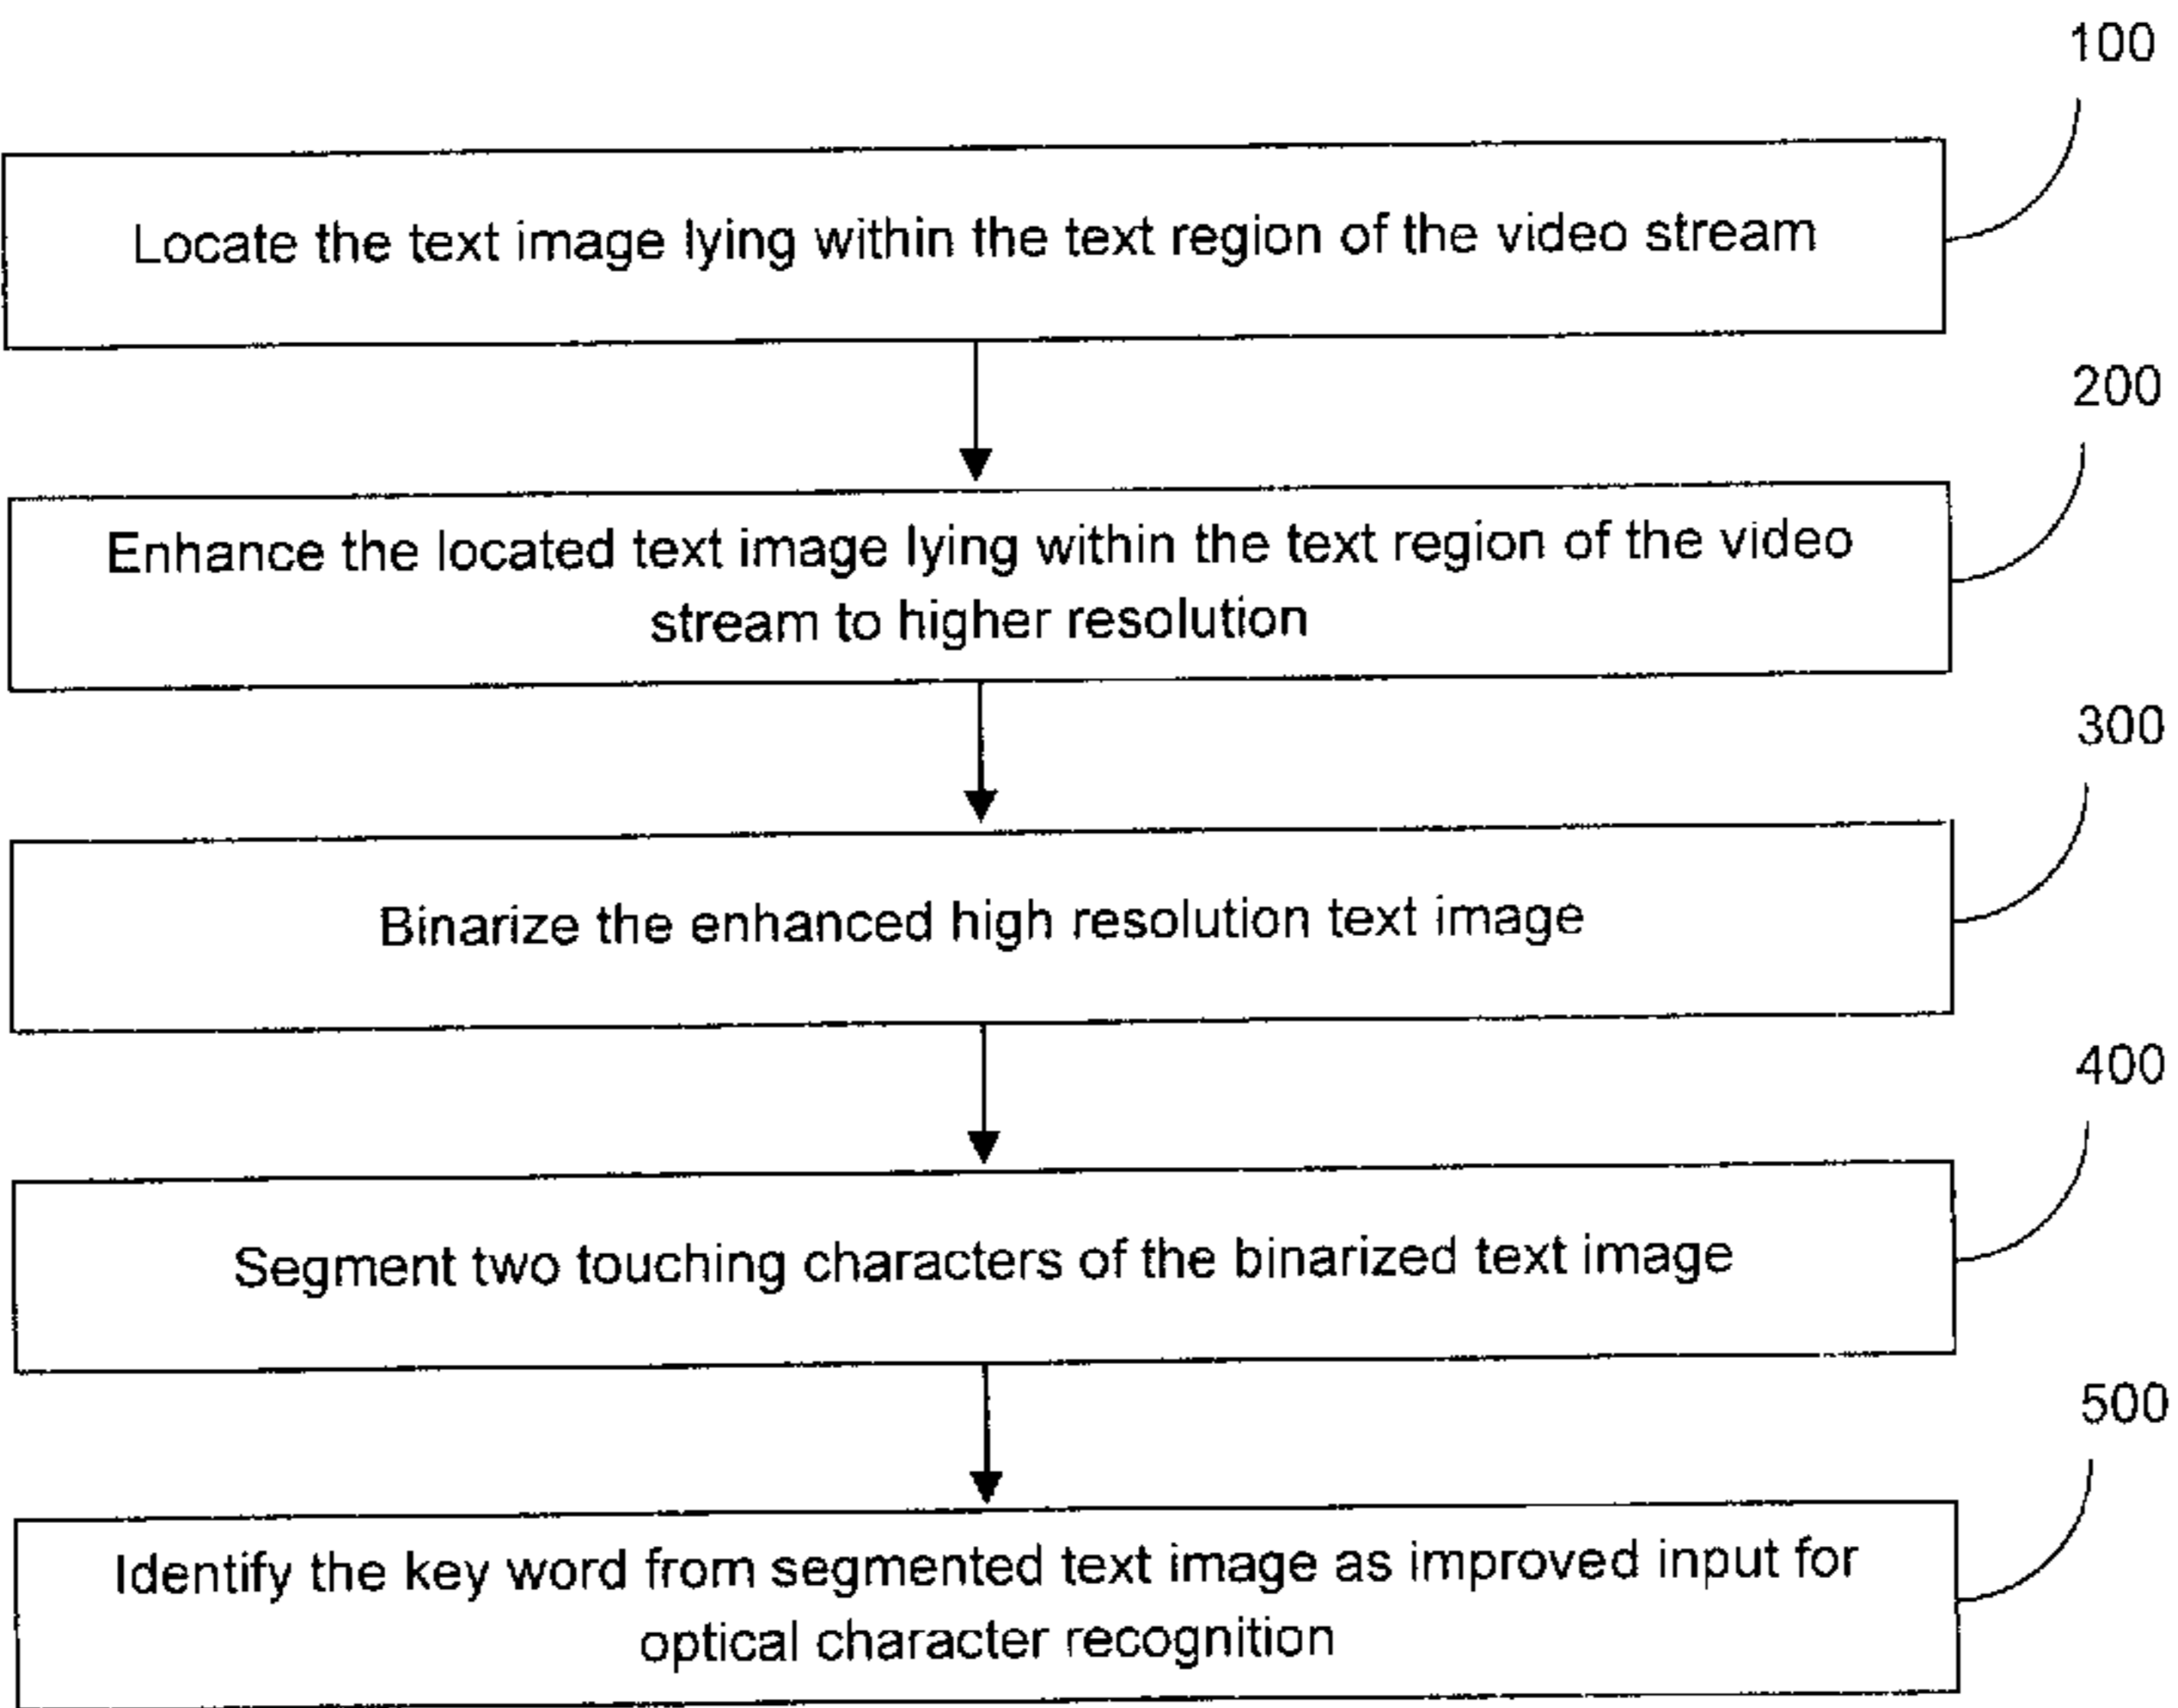 100
Locate the text image lying within the text region of the video stream
200
Enhance the located text image lying within the text region of the video
stream to higher resolution
300
Binarize the enhanced high resolution text image
400
Segment two touching characters of the binarized text image
500
Identify the key word from segmented text image as improved input for
optical character recognition